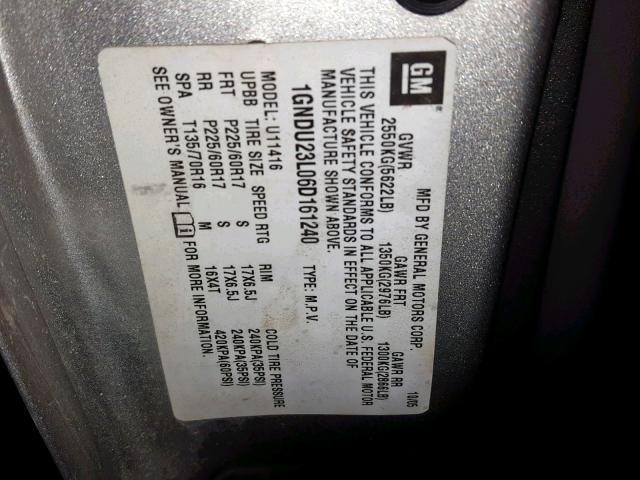 GM
MFD BY GENERAL MOTORS CORP. 10/05
GVWR GAWR FRT GAWR RR
2550KG(5622LB) 1350KG(2976LB) 1300KG(2866LB)
THIS VEHICLE CONFORMS TO ALL APPLICABLE U.S. FEDERAL MOTOR
VEHICLE SAFETY STANDARDS IN EFFECT ON THE DATE OF
MANUFACTURE SHOWN ABOVE.
1GNDU23L06D161240 TYPE: M.P.V.
MODEL: U11416
UPBB TIRE SIZE SPEED RTG RIM COLD TIRE PRESSURE
FRT P225/60R17 S 17X6.5J 240KPA(35PSI)
RR P225/60R17 S 17X6.5J 240KPA(35PSI)
SPA T135/70R16 M 16X4T 420KPA(60PSI)
SEE OWNER'S MANUAL FOR MORE INFORMATION.